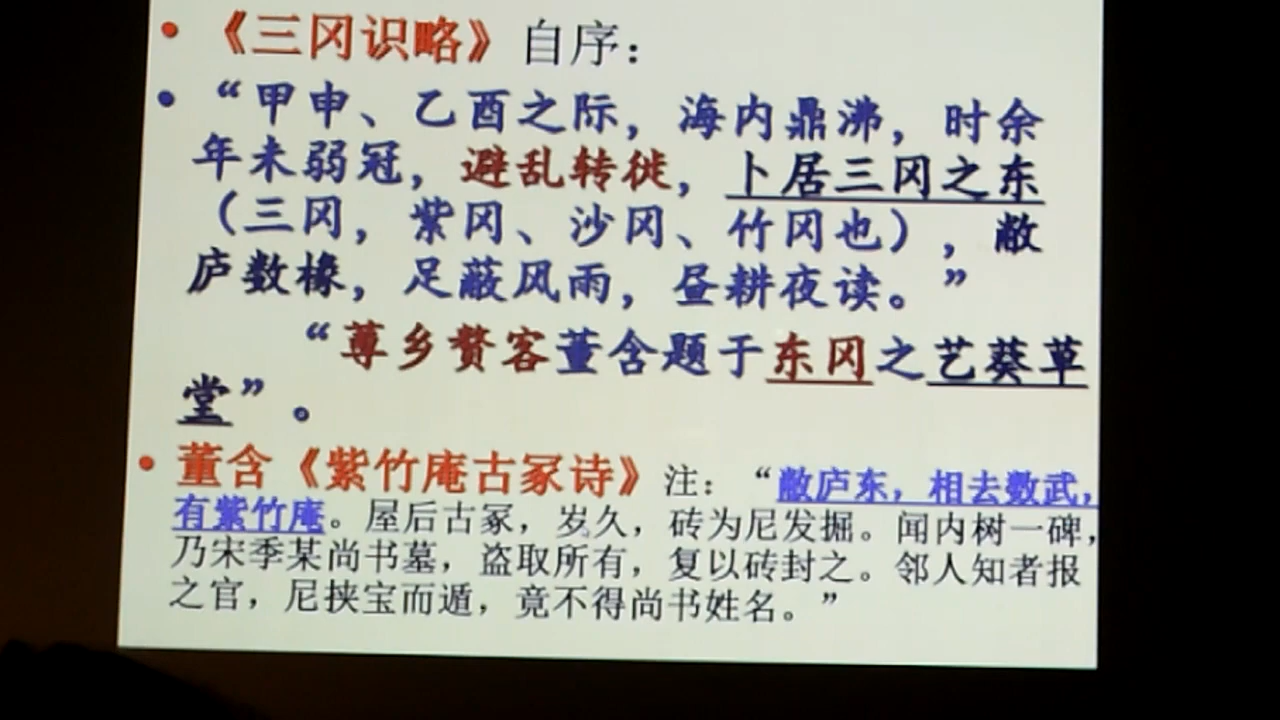 • 《三冈识略》自序：
• “甲申、乙酉之际，海内鼎沸，时余
年未弱冠，避乱转徙，卜居三冈之东
（三冈，紫冈、沙冈、竹冈也），敝
庐数椽，足蔽风雨，昼耕夜读。”
“蓴乡赘客董含题于东冈之艺葵草
堂”。
• 董含《紫竹庵古冢诗》注：“敝庐东，相去数武，
有紫竹庵。屋后古冢，岁久，砖为尼发掘。闻内树一碑，
乃宋季某尚书墓，盗取所有，复以砖封之。邻人知者报
之官，尼挟宝而遁，竟不得尚书姓名。”